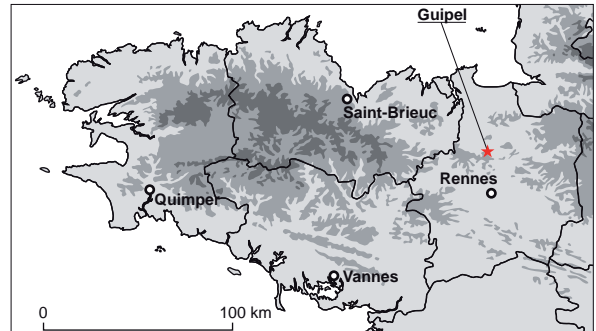 Guipel
Saint-Brieuc
Rennes
Quimper
Vannes
0 100 km